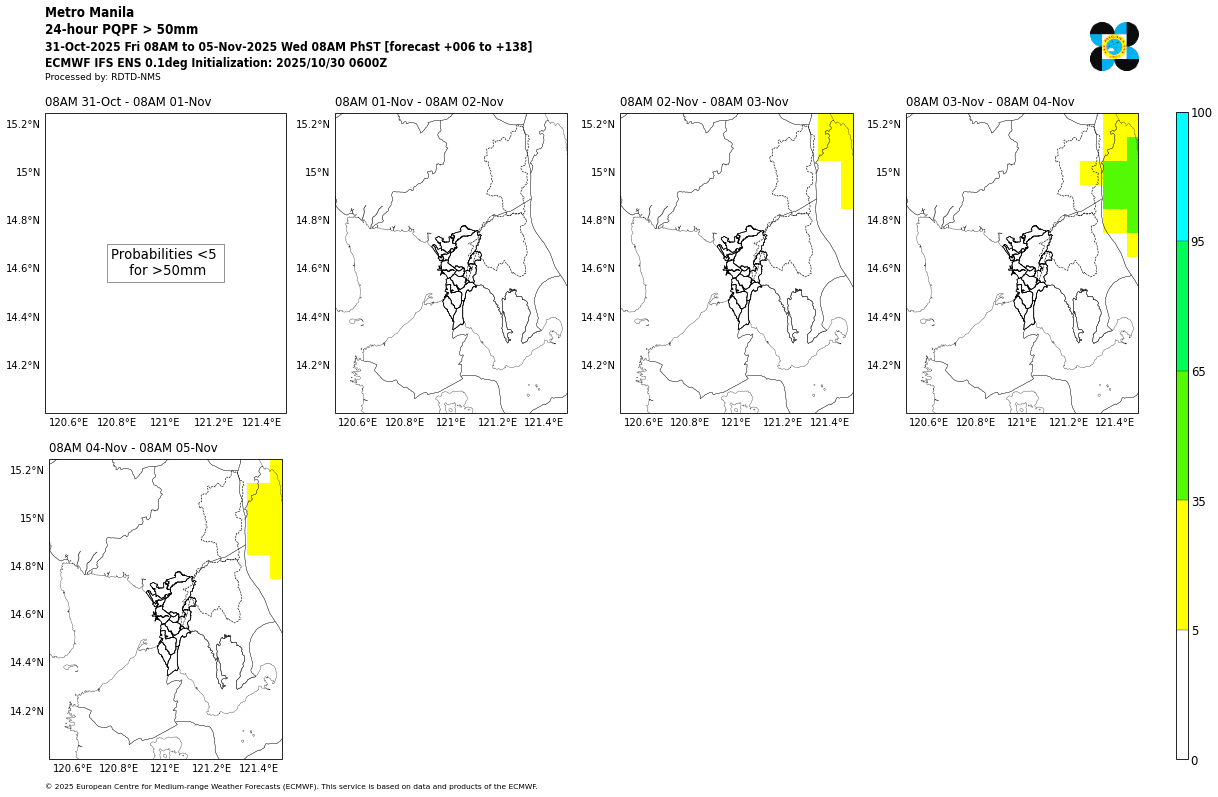 Metro Manila
24-hour PQPF > 50mm
31-Oct-2025 Fri 08AM to 05-Nov-2025 Wed 08AM PhST [forecast +006 to +138]
ECMWF IFS ENS 0.1deg Initialization: 2025/10/30 0600Z
Processed by: RDTD-NMS
08AM 31-Oct - 08AM 01-Nov
15.2°N
15°N
14.8°N
14.6°N
14.4°N
14.2°N
Probabilities <5
for >50mm
120.6°E 120.8°E 121°E 121.2°E 121.4°E
08AM 01-Nov - 08AM 02-Nov
15.2°N
15°N
14.8°N
14.6°N
14.4°N
14.2°N
120.6°E 120.8°E 121°E 121.2°E 121.4°E
08AM 02-Nov - 08AM 03-Nov
15.2°N
15°N
14.8°N
14.6°N
14.4°N
14.2°N
120.6°E 120.8°E 121°E 121.2°E 121.4°E
08AM 03-Nov - 08AM 04-Nov
15.2°N
15°N
14.8°N
14.6°N
14.4°N
14.2°N
120.6°E 120.8°E 121°E 121.2°E 121.4°E
08AM 04-Nov - 08AM 05-Nov
15.2°N
15°N
14.8°N
14.6°N
14.4°N
14.2°N
120.6°E 120.8°E 121°E 121.2°E 121.4°E
100
95
65
35
5
0
© 2025 European Centre for Medium-range Weather Forecasts (ECMWF). This service is based on data and products of the ECMWF.